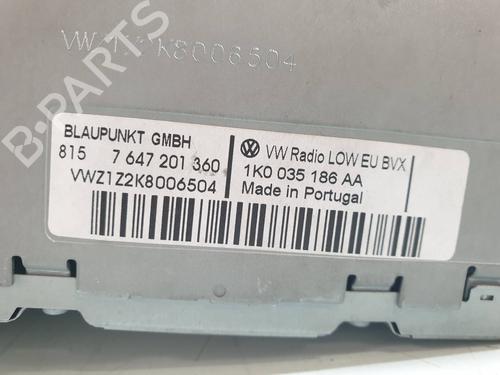 VWZ1Z2K8006504
B-PARTS
BLAUPUNKT GMBH
815 7 647 201 360
VWZ1Z2K8006504
VW Radio LOW EU BVX
1K0 035 186 AA
Made in Portugal